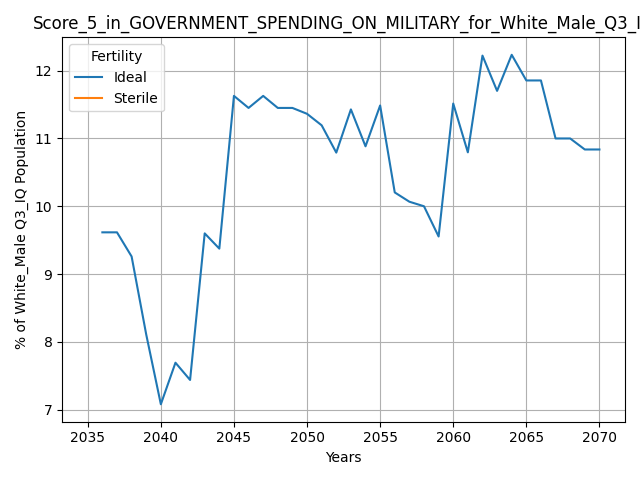 Score_5_in_GOVERNMENT_SPENDING_ON_MILITARY_for_White_Male_Q3_I
Fertility
Ideal
Sterile
% of White_Male Q3_IQ Population
12
11
10
9
8
7
2035 2040 2045 2050 2055 2060 2065 2070
Years